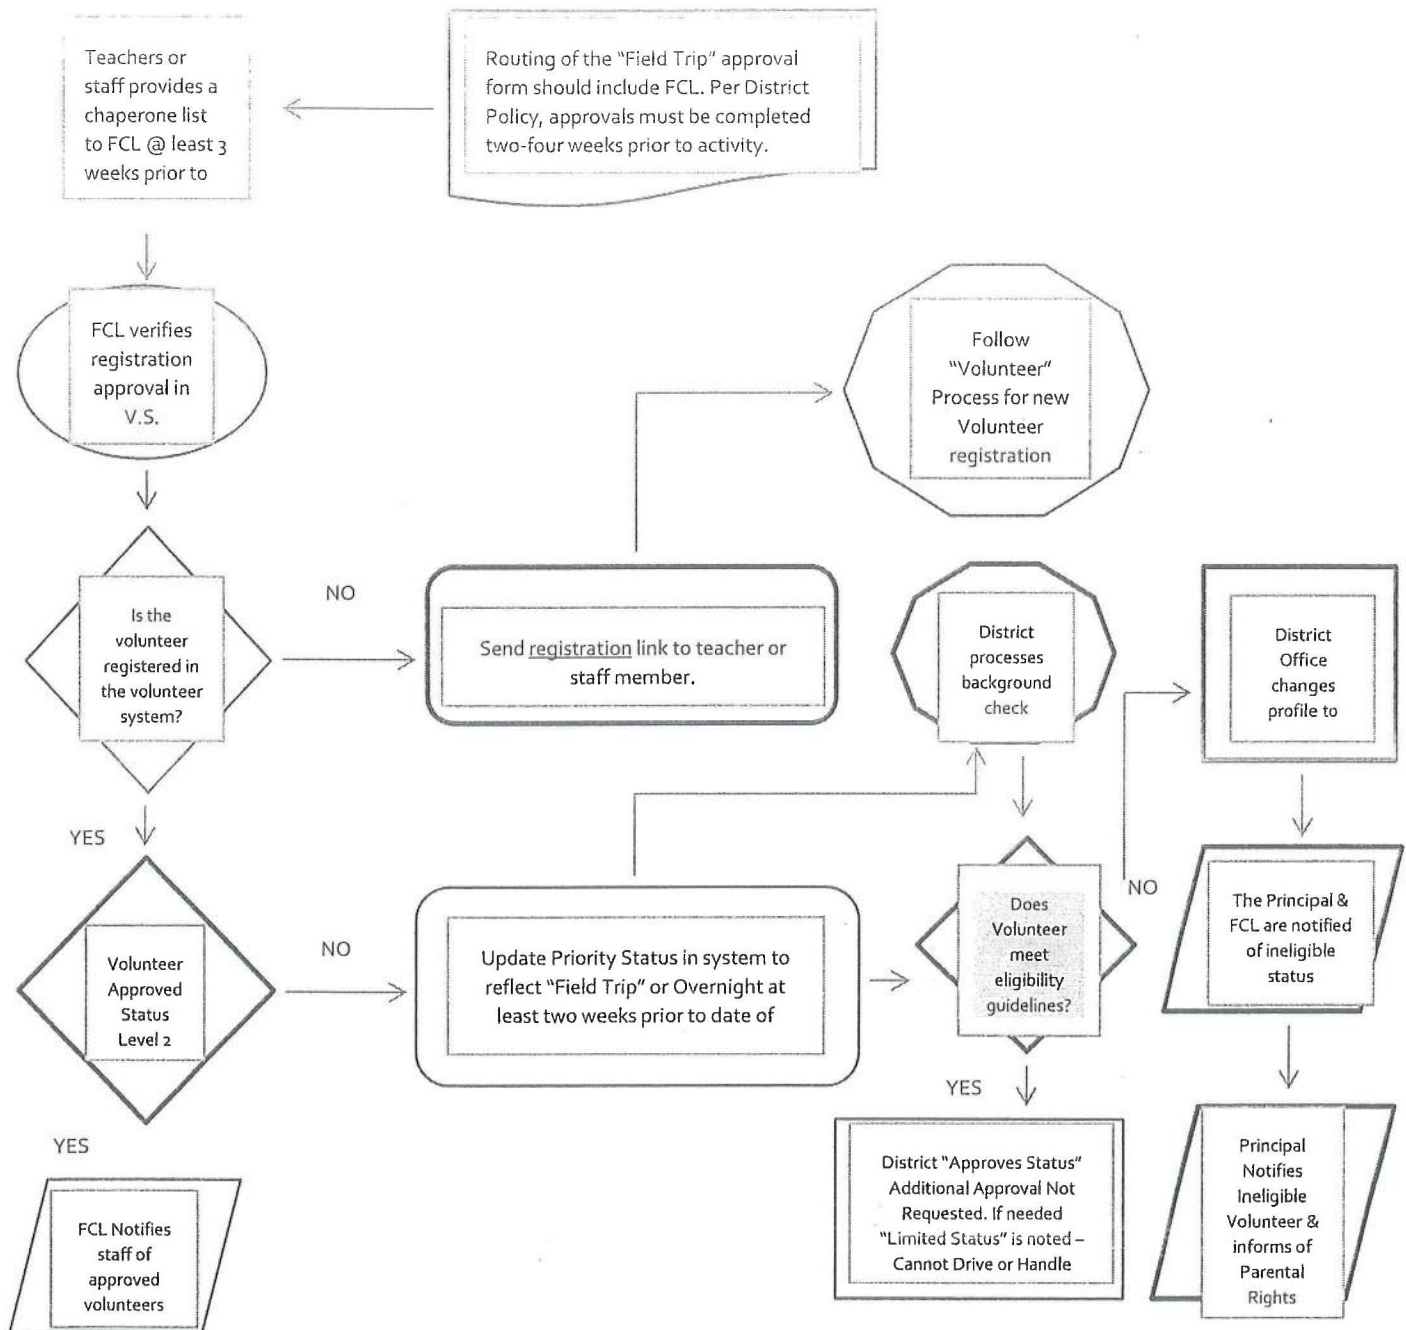 Teachers or
staff provides a
chaperone list
to FCL @ least 3
weeks prior to
Routing of the “Field Trip” approval
form should include FCL. Per District
Policy, approvals must be completed
two-four weeks prior to activity.
FCL verifies
registration
approval in
V.S.
Follow
“Volunteer”
Process for new
Volunteer
registration
Is the
volunteer
registered in
the volunteer
system?
NO
Send registration link to teacher or
staff member.
District
processes
background
check
District
Office
changes
profile to
YES
Volunteer
Approved
Status
Level 2
NO
Update Priority Status in system to
reflect “Field Trip” or Overnight at
least two weeks prior to date of
Does
Volunteer
meet
eligibility
guidelines?
NO
The Principal &
FCL are notified
of ineligible
status
YES
FCL Notifies
staff of
approved
volunteers
YES
District “Approves Status”
Additional Approval Not
Requested. If needed
“Limited Status” is noted –
Cannot Drive or Handle
Principal
Notifies
Ineligible
Volunteer &
informs of
Parental
Rights